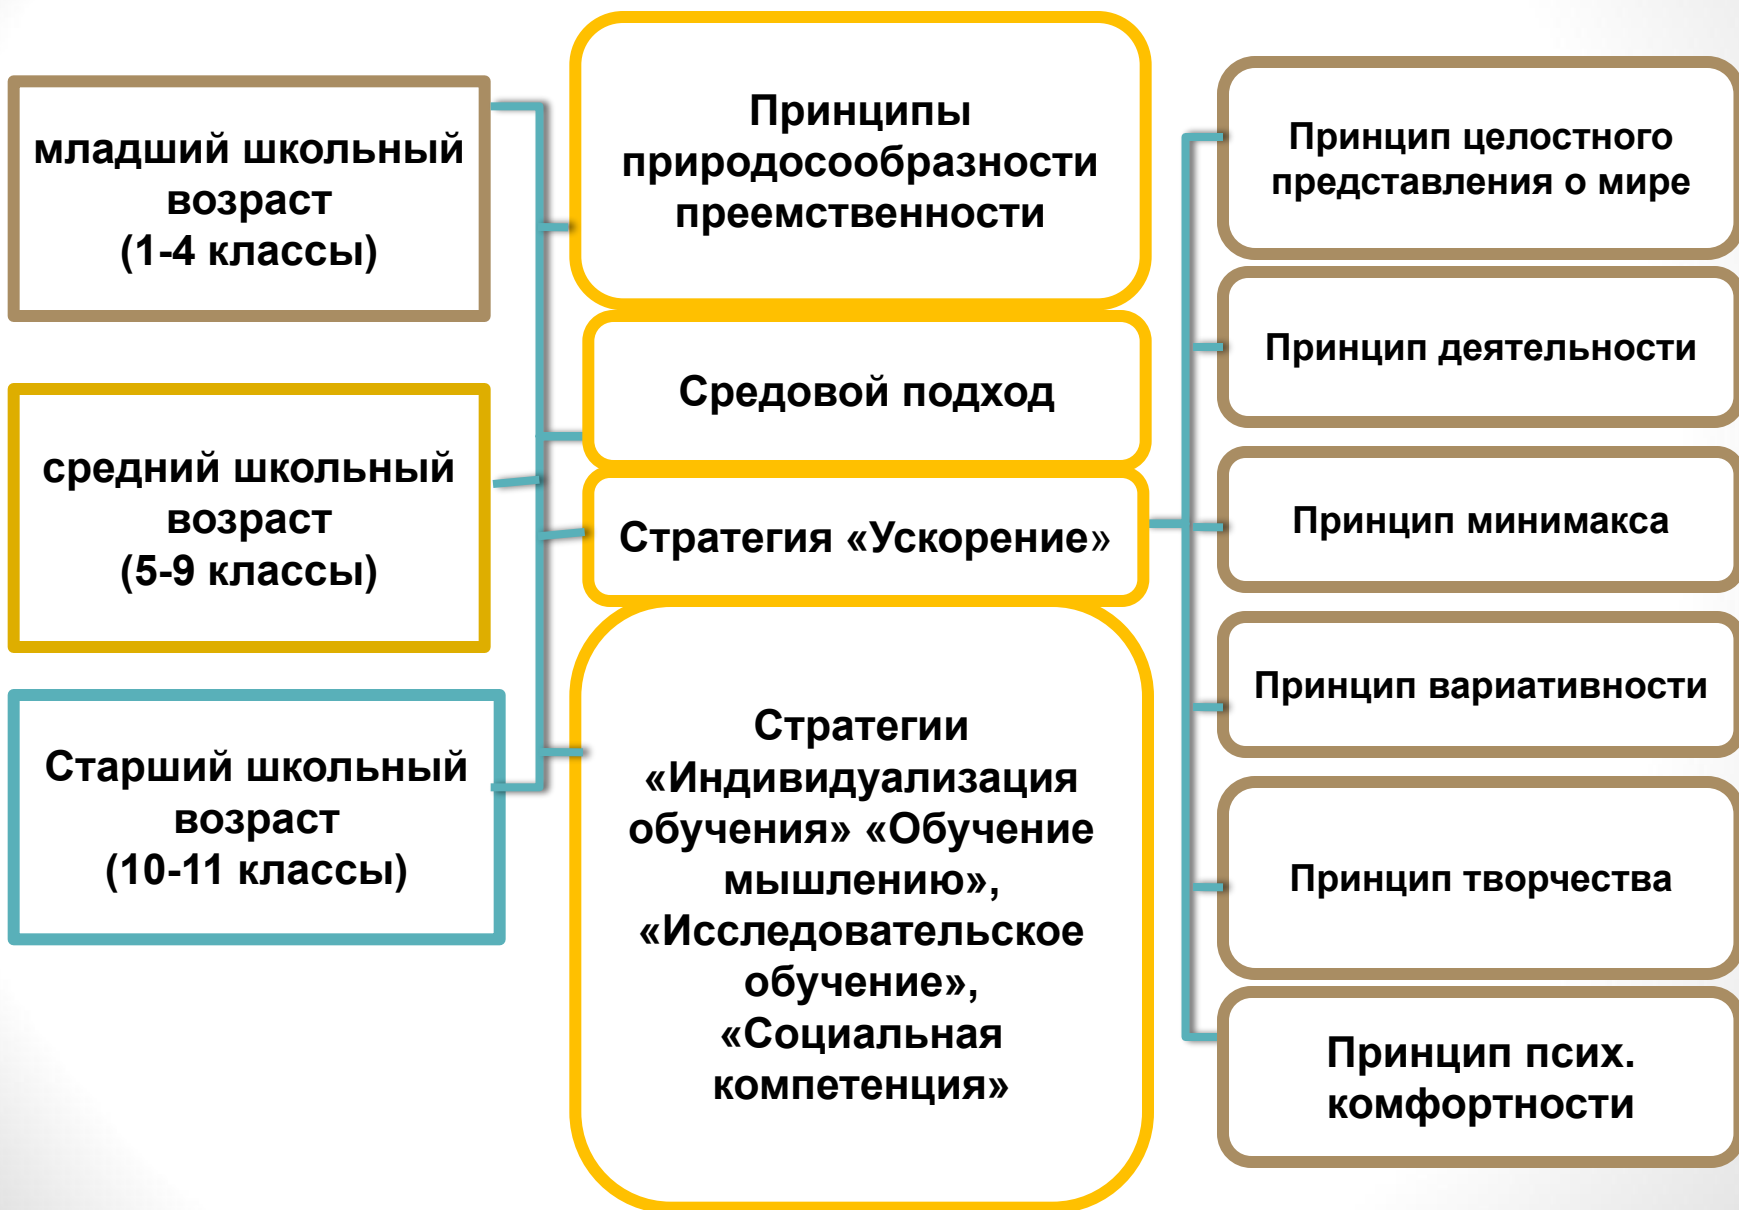 младший школьный
возраст
(1-4 классы)
средний школьный
возраст
(5-9 классы)
Старший школьный
возраст
(10-11 классы)
Принципы
природосообразности
преемственности
Средовой подход
Стратегия «Ускорение»
Стратегии
«Индивидуализация
обучения» «Обучение
мышлению»,
«Исследовательское
обучение»,
«Социальная
компетенция»
Принцип целостного
представления о мире
Принцип деятельности
Принцип минимакса
Принцип вариативности
Принцип творчества
Принцип псих.
комфортности